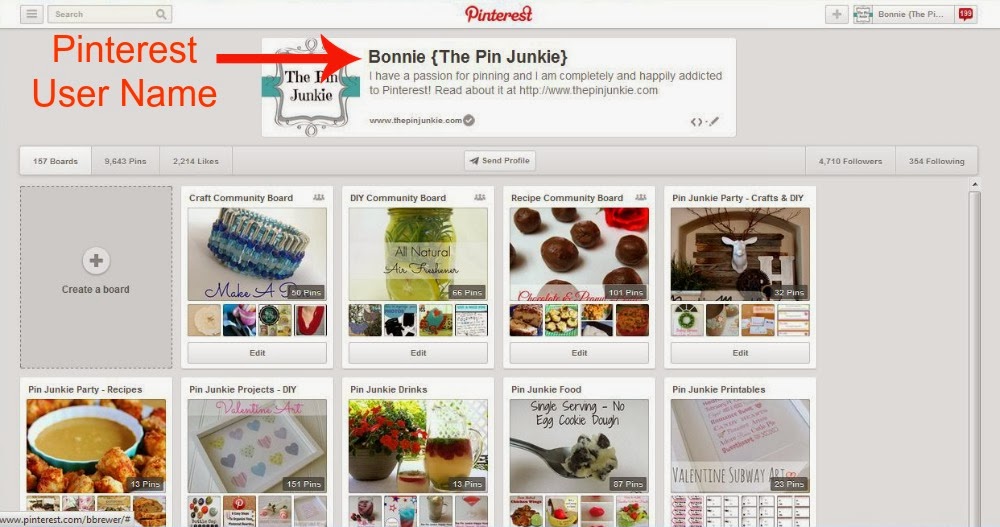 Search
Pinterest
Bonnie {The Pi...
199
Pinterest
User Name
The Pin
Junkie
Bonnie {The Pin Junkie}
I have a passion for pinning and I am completely and happily addicted
to Pinterest! Read about it at http://www.thepinjunkie.com
www.thepinjunkie.com
157 Boards
9,643 Pins
2,214 Likes
Send Profile
4,710 Followers
354 Following
Create a board
Craft Community Board
Make A
50 Pins
Edit
DIY Community Board
All Natural
Air Freshener
66 Pins
Edit
Recipe Community Board
Chocolate & Peanut
101 Pins
Edit
Pin Junkie Party - Crafts & DIY
32 Pins
Edit
Pin Junkie Party - Recipes
13 Pins
Pin Junkie Projects - DIY
Valentine Art
151 Pins
Pin Junkie Drinks
13 Pins
Pin Junkie Food
Single Serving - No
Egg Cookie Dough
87 Pins
Pin Junkie Printables
VALENTINE SUBWAY ART
23 Pins
www.pinterest.com/bbrewer/#